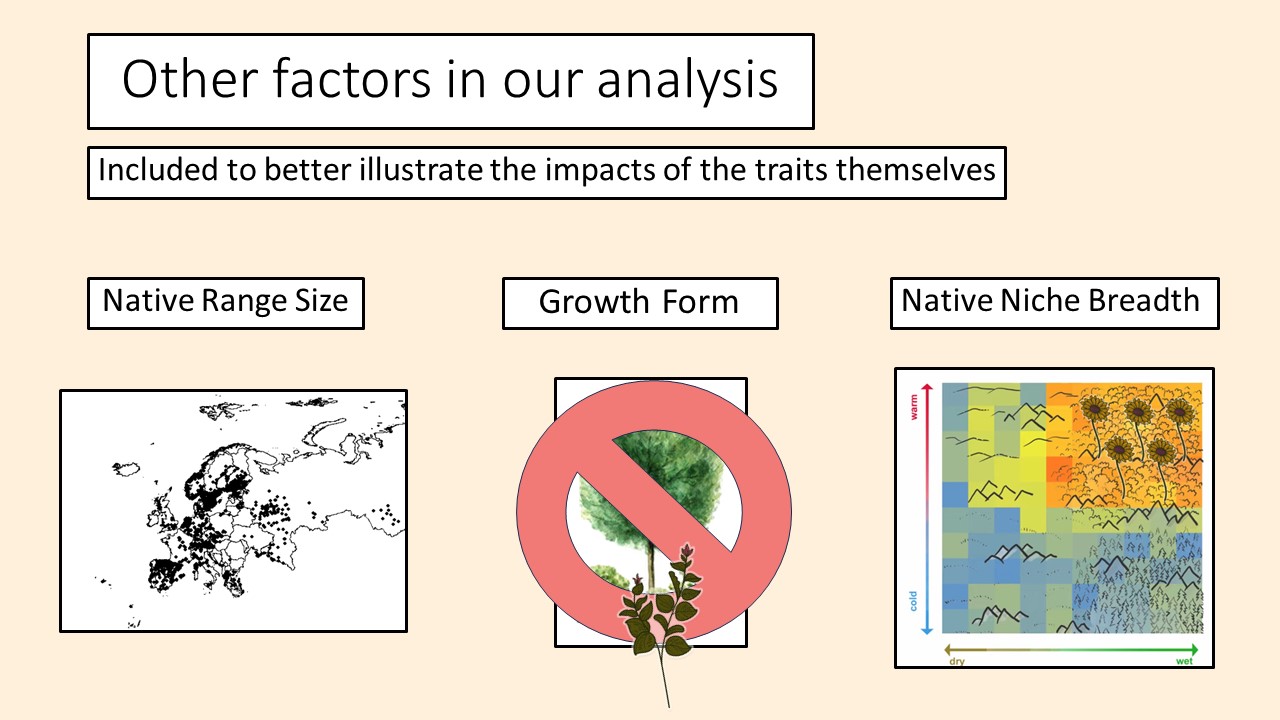 Other factors in our analysis
Included to better illustrate the impacts of the traits themselves
Native Range Size
Growth Form
Native Niche Breadth
warm
cold
dry
wet